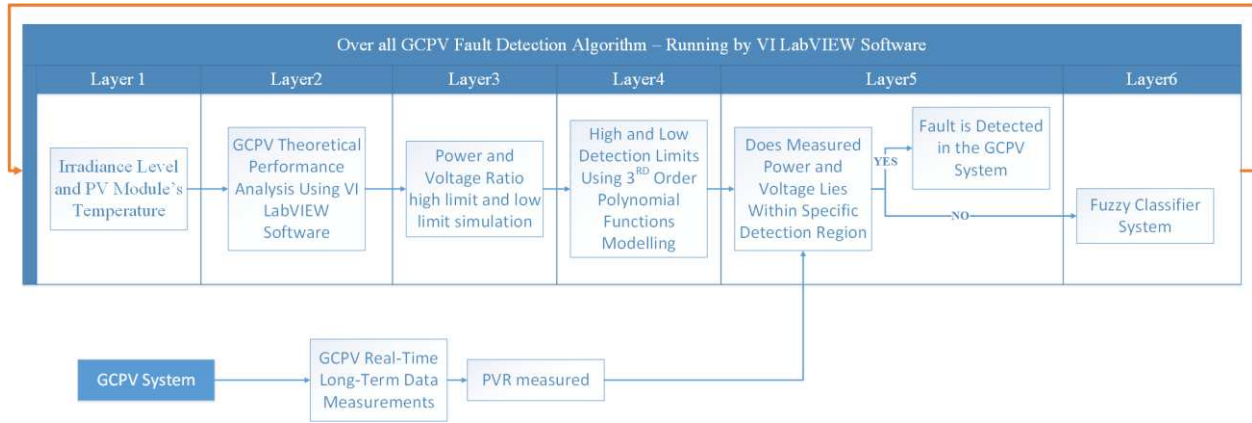 Over all GCPV Fault Detection Algorithm – Running by VI LabVIEW Software
Layer 1
Layer2
Layer3
Layer4
Layer5
Layer6
Irradiance Level
and PV Module's
Temperature
GCPV Theoretical
Performance
Analysis Using VI
LabVIEW
Software
Power and
Voltage Ratio
high limit and low
limit simulation
High and Low
Detection Limits
Using 3RD Order
Polynomial
Functions
Modelling
Does Measured
Power and
Voltage Lies
Within Specific
Detection Region
YES
NO
Fault is Detected
in the GCPV
System
Fuzzy Classifier
System
GCPV System
GCPV Real-Time
Long-Term Data
Measurements
PVR measured